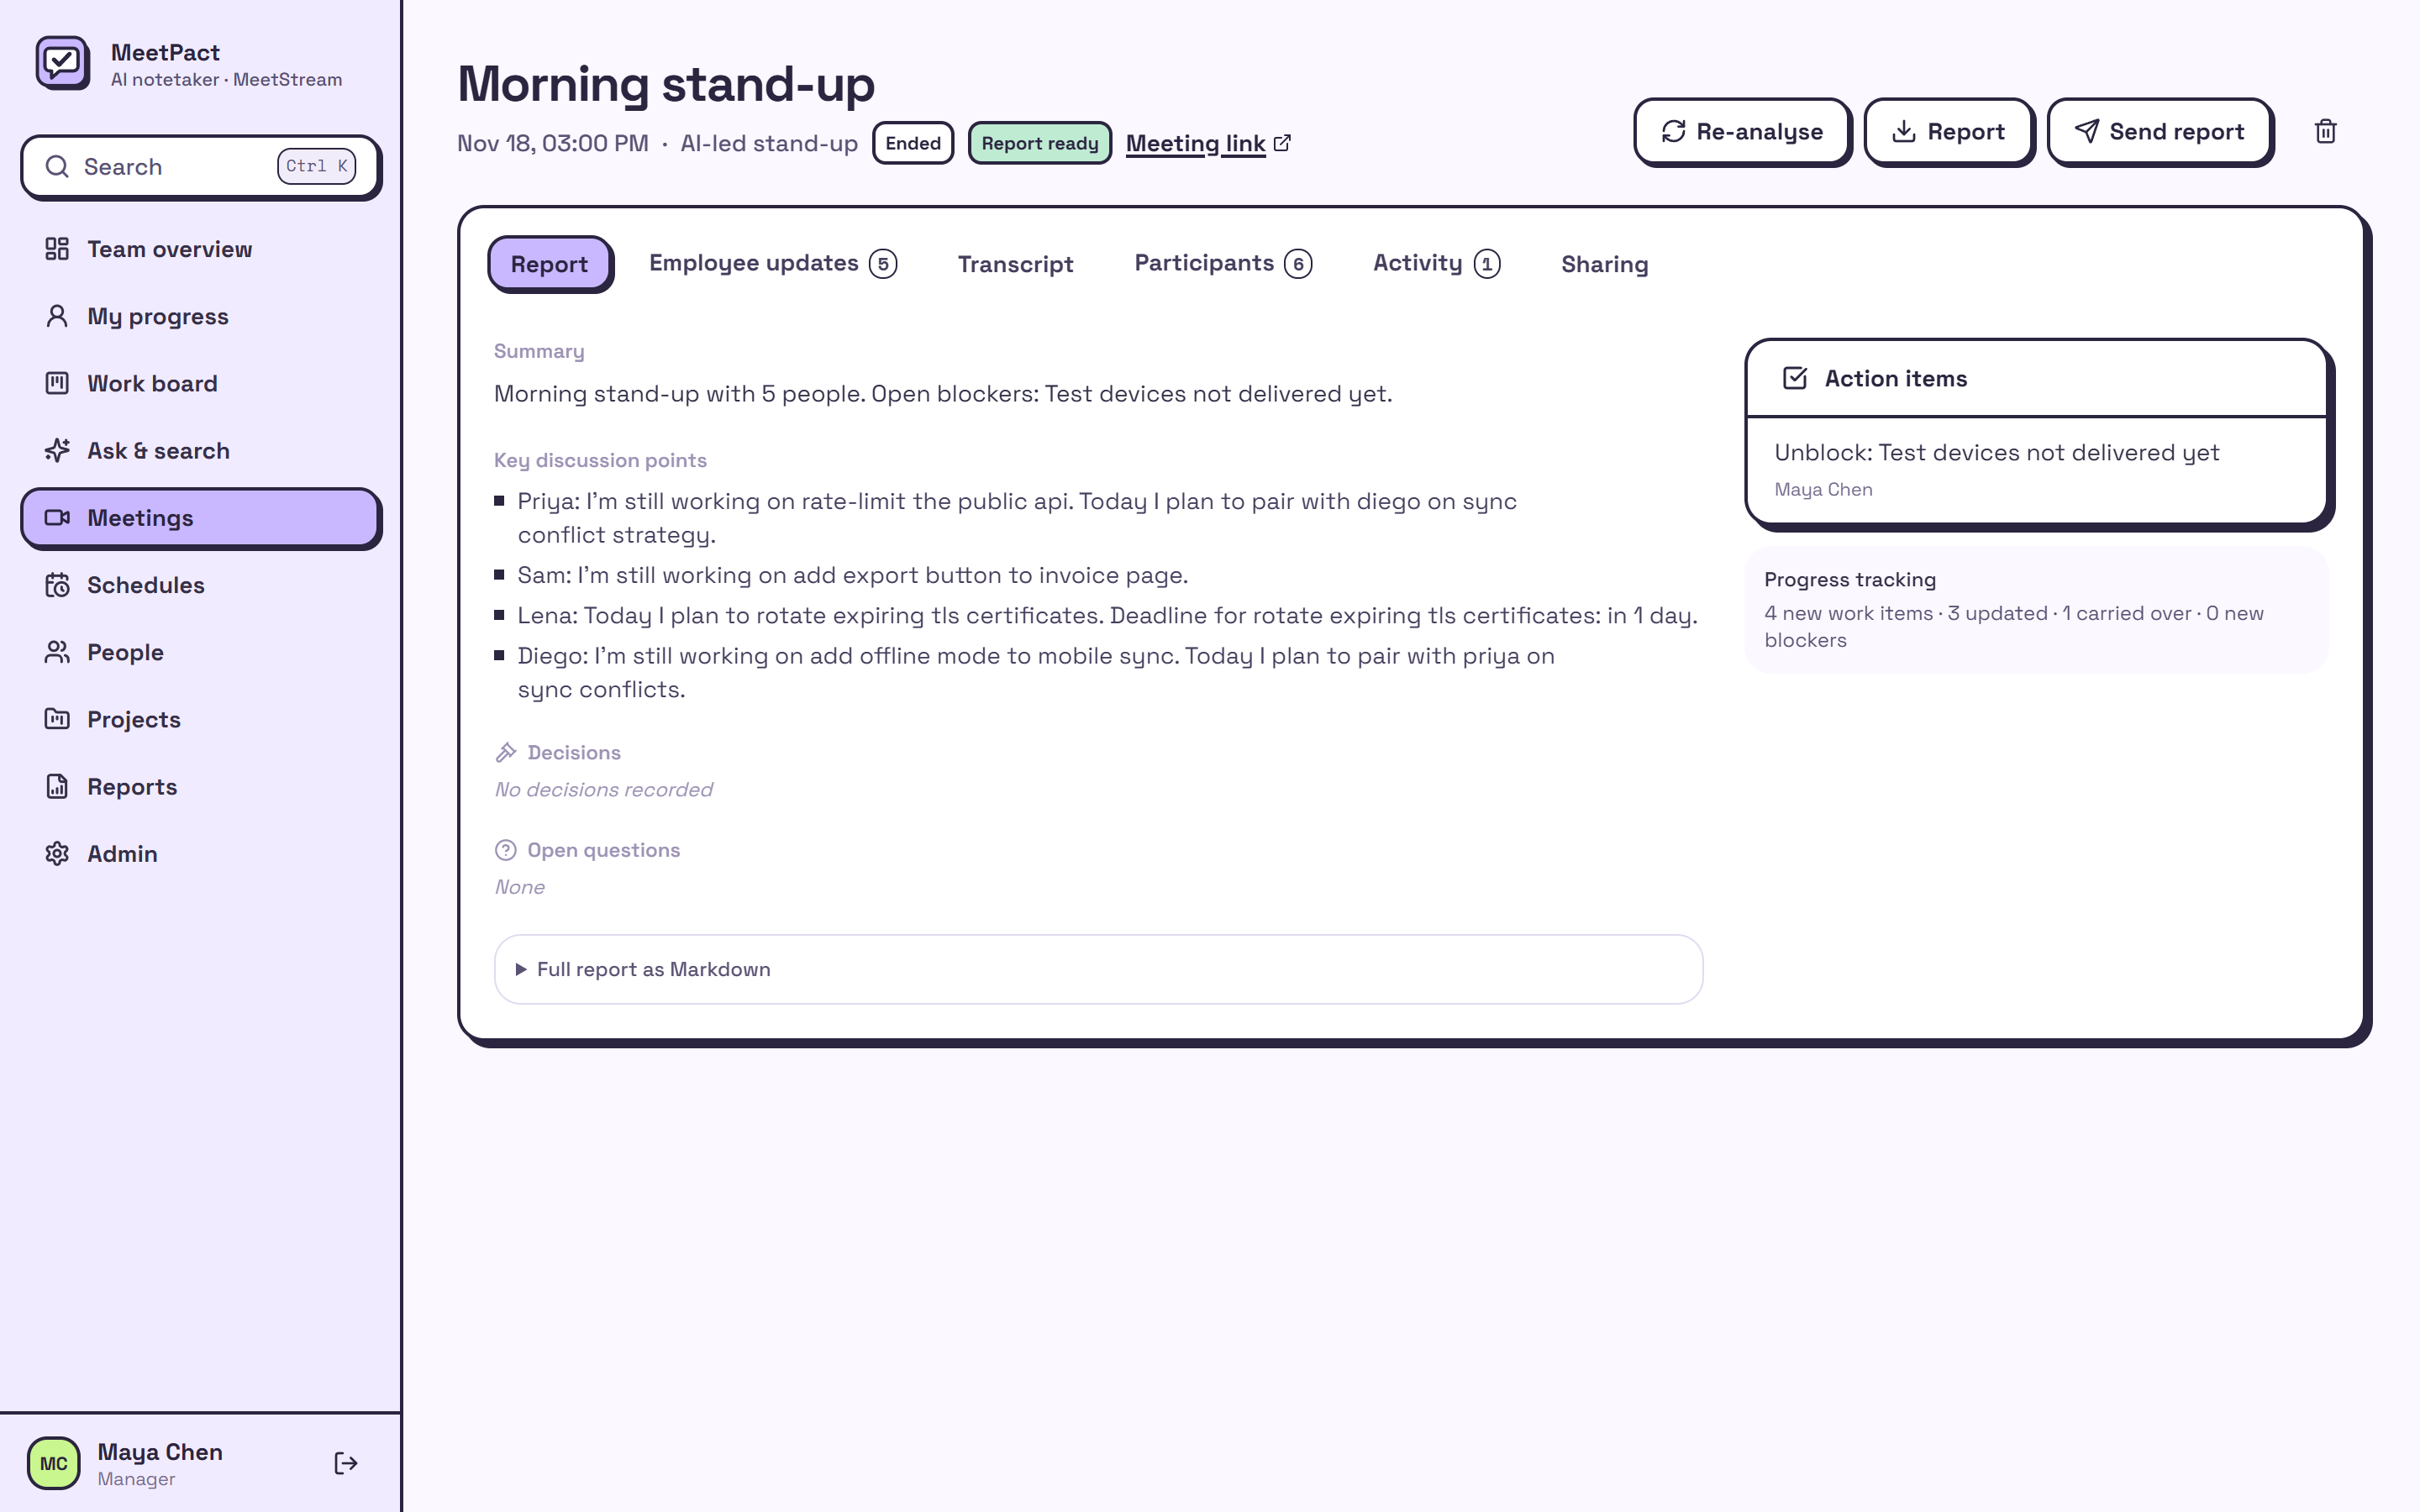 MeetPact
AI notetaker · MeetStream
Search
Ctrl K
Team overview
My progress
Work board
Ask & search
Meetings
Schedules
People
Projects
Reports
Admin
MC
Maya Chen
Manager
Morning stand-up
Nov 18, 03:00 PM · AI-led stand-up Ended Report ready Meeting link
Re-analyse Report Send report
Report Employee updates 5 Transcript Participants 6 Activity 1 Sharing
Summary
Morning stand-up with 5 people. Open blockers: Test devices not delivered yet.
Key discussion points
Priya: I'm still working on rate-limit the public api. Today I plan to pair with diego on sync
conflict strategy.
Sam: I'm still working on add export button to invoice page.
Lena: Today I plan to rotate expiring tls certificates. Deadline for rotate expiring tls certificates: in 1 day.
Diego: I'm still working on add offline mode to mobile sync. Today I plan to pair with priya on
sync conflicts.
Decisions
No decisions recorded
Open questions
None
Full report as Markdown
Action items
Unblock: Test devices not delivered yet
Maya Chen
Progress tracking
4 new work items · 3 updated · 1 carried over · 0 new
blockers